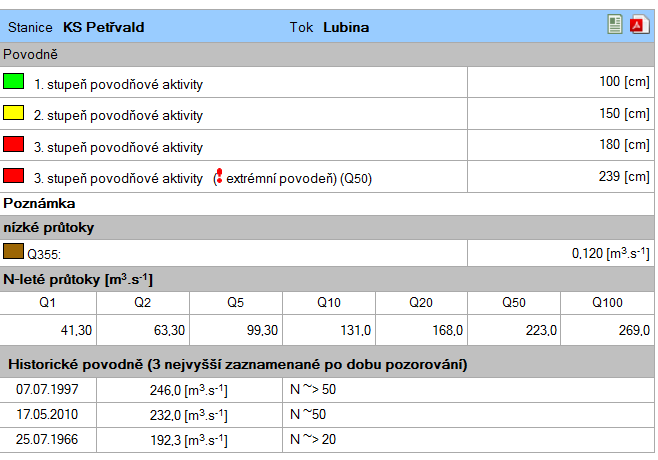 Stanice KS Petřvald Tok Lubina
Povodně
1. stupeň povodňové aktivity 100 [cm]
2. stupeň povodňové aktivity 150 [cm]
3. stupeň povodňové aktivity 180 [cm]
3. stupeň povodňové aktivity (! extrémní povodeň) (Q50) 239 [cm]
Poznámka
nízké průtoky
Q355: 0,120 [m³.s⁻¹]
N-leté průtoky [m³.s⁻¹]
Q1 Q2 Q5 Q10 Q20 Q50 Q100
41,30 63,30 99,30 131,0 168,0 223,0 269,0
Historické povodně (3 nejvyšší zaznamenané po dobu pozorování)
07.07.1997 246,0 [m³.s⁻¹] N ~> 50
17.05.2010 232,0 [m³.s⁻¹] N ~50
25.07.1966 192,3 [m³.s⁻¹] N ~> 20